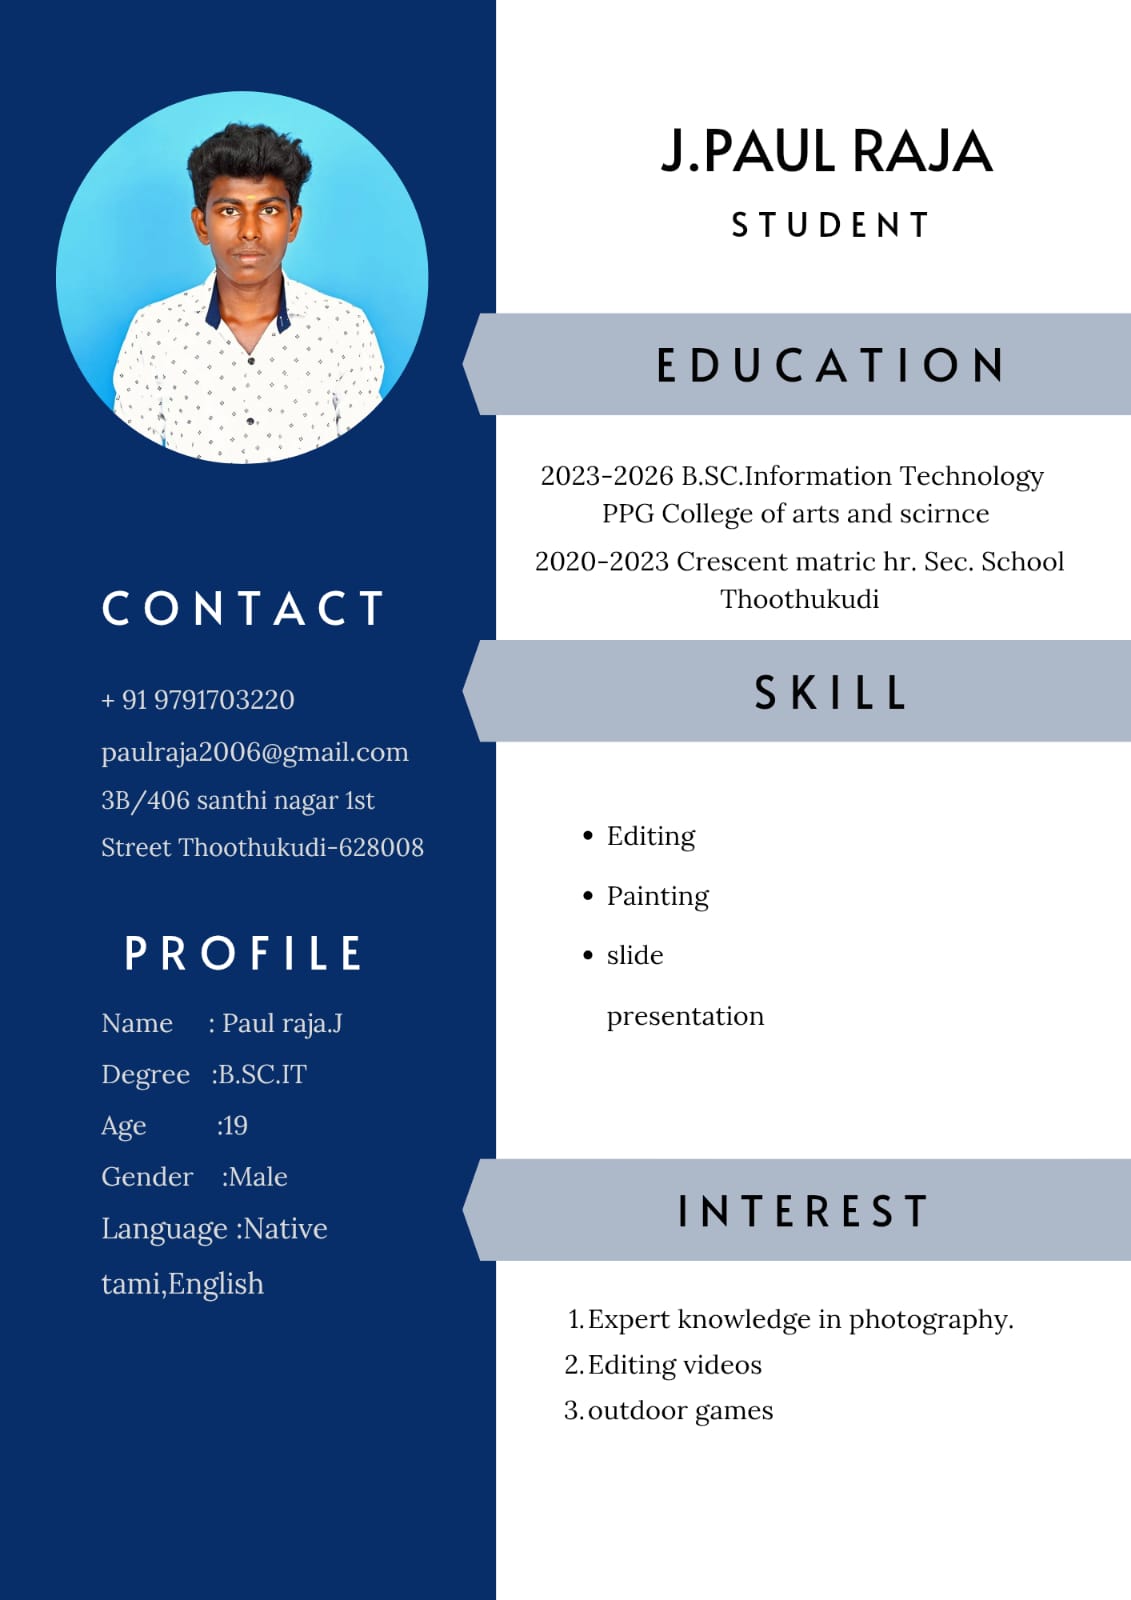 J.PAUL RAJA
STUDENT
EDUCATION
2023-2026 B.SC.Information Technology
PPG College of arts and scirnce
2020-2023 Crescent matric hr. Sec. School
Thoothukudi
SKILL
• Editing
• Painting
• slide
presentation
INTEREST
1. Expert knowledge in photography.
2. Editing videos
3. outdoor games
CONTACT
+ 91 9791703220
paulraja2006@gmail.com
3B/406 santhi nagar 1st
Street Thoothukudi-628008
PROFILE
Name : Paul raja.J
Degree :B.SC.IT
Age :19
Gender :Male
Language :Native
tami,English